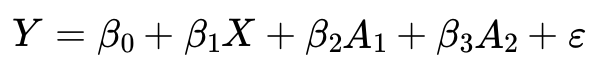 Y = β₀ + β₁X + β₂A₁ + β₃A₂ + ε